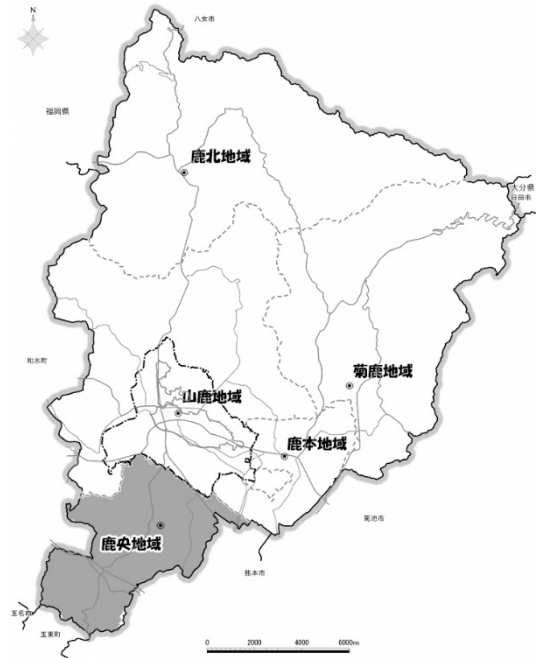 N
八女市
福岡県
鹿北地域
大分県
日田市
和水町
菊鹿地域
山鹿地域
鹿本地域
菊池市
鹿央地域
熊本市
玉名市
玉東町
0 2000 4000 6000m